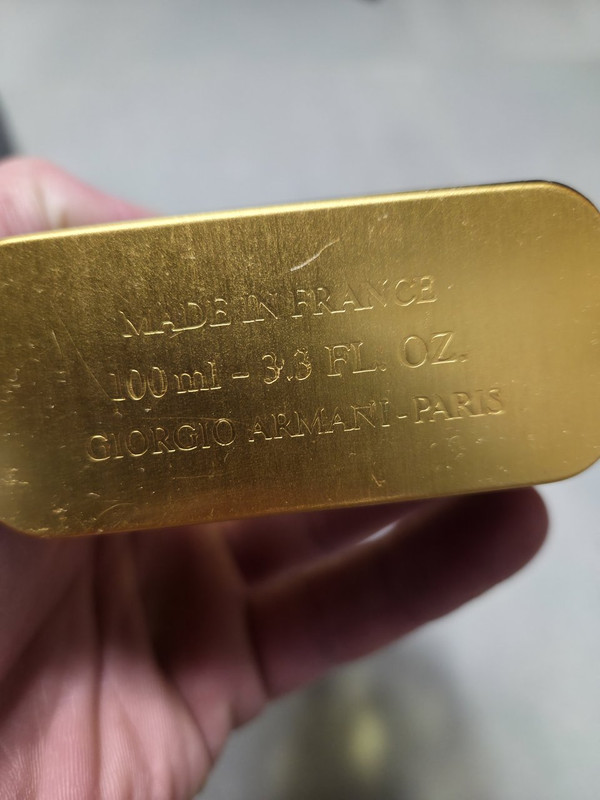 MADE IN FRANCE
100 ml - 3.3 FL. OZ.
GIORGIO ARMANI - PARIS